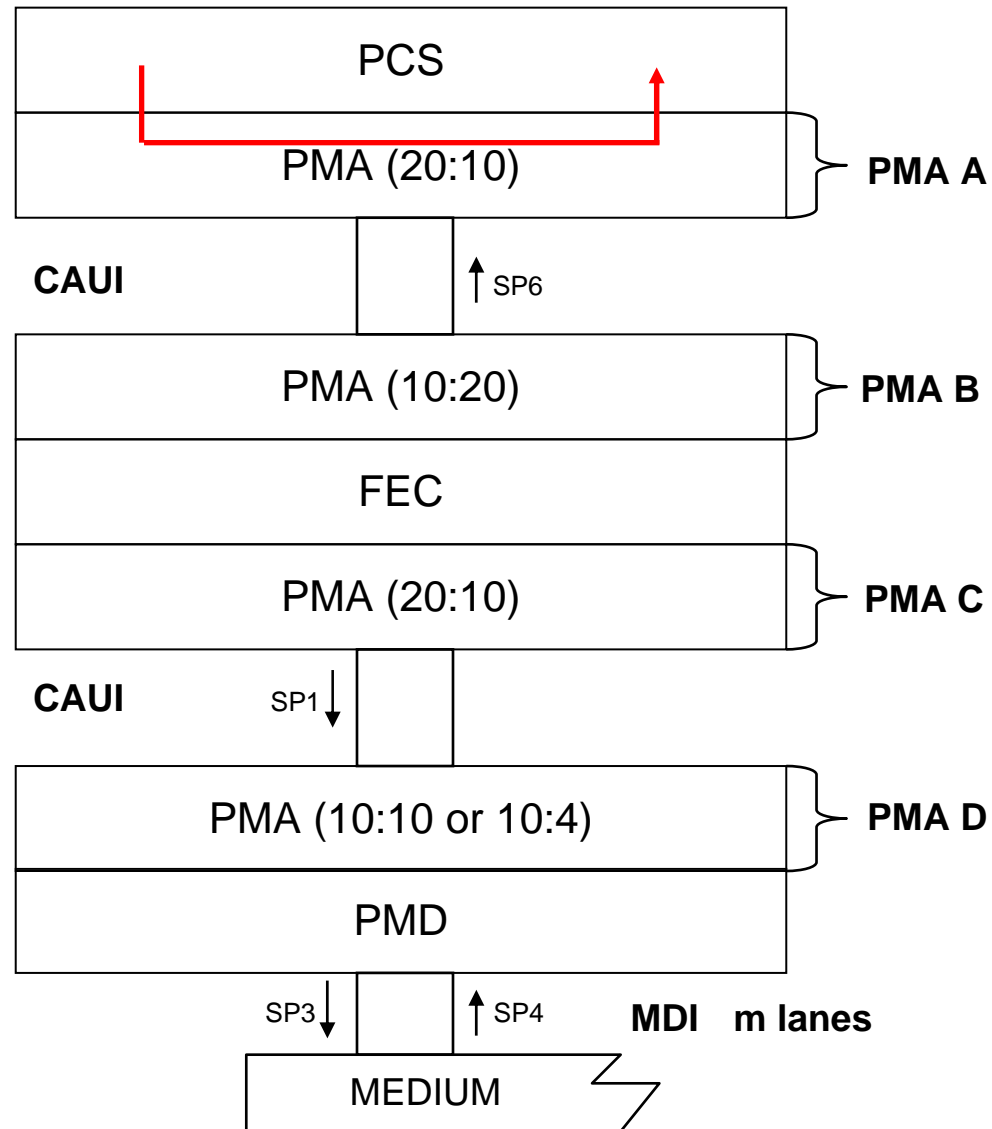 PCS
PMA (20:10)
PMA A
CAUI
SP6
PMA (10:20)
PMA B
FEC
PMA (20:10)
PMA C
CAUI
SP1
PMA (10:10 or 10:4)
PMA D
PMD
SP3
SP4
MDI m lanes
MEDIUM